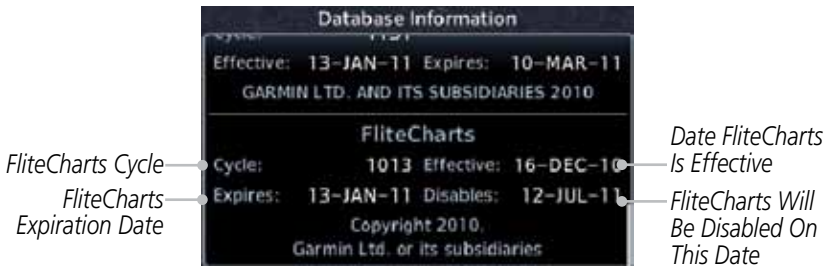 Database Information
Effective: 13-JAN-11 Expires: 10-MAR-11
GARMIN LTD. AND ITS SUBSIDIARIES 2010
FliteCharts
Cycle: 1013 Effective: 16-DEC-10
Expires: 13-JAN-11 Disables: 12-JUL-11
Copyright 2010.
Garmin Ltd. or its subsidiaries
FliteCharts Cycle
FliteCharts
Expiration Date
Date FliteCharts
Is Effective
FliteCharts Will
Be Disabled On
This Date